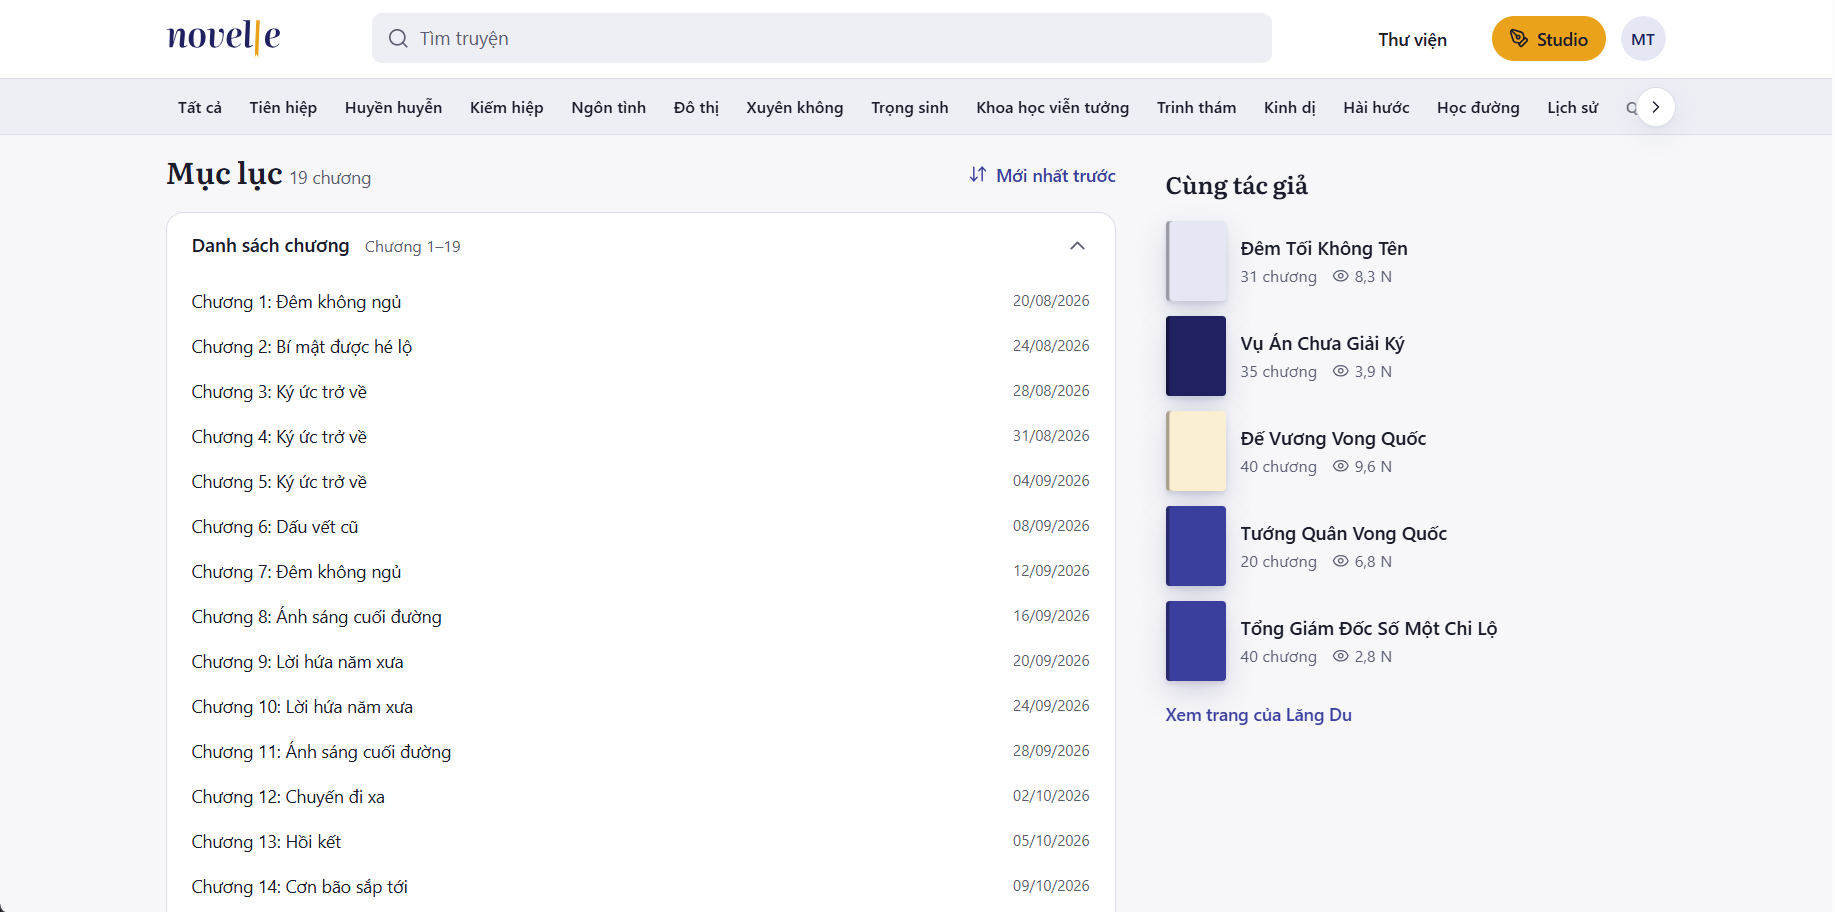 novelle
Tìm truyện
Thư viện
Studio
MT
Tất cả Tiên hiệp Huyền huyễn Kiếm hiệp Ngôn tình Đô thị Xuyên không Trọng sinh Khoa học viễn tưởng Trinh thám Kinh dị Hài hước Học đường Lịch sử
Mục lục 19 chương
Mới nhất trước
Danh sách chương Chương 1–19
Chương 1: Đêm không ngủ 20/08/2026
Chương 2: Bí mật được hé lộ 24/08/2026
Chương 3: Ký ức trở về 28/08/2026
Chương 4: Ký ức trở về 31/08/2026
Chương 5: Ký ức trở về 04/09/2026
Chương 6: Dấu vết cũ 08/09/2026
Chương 7: Đêm không ngủ 12/09/2026
Chương 8: Ánh sáng cuối đường 16/09/2026
Chương 9: Lời hứa năm xưa 20/09/2026
Chương 10: Lời hứa năm xưa 24/09/2026
Chương 11: Ánh sáng cuối đường 28/09/2026
Chương 12: Chuyến đi xa 02/10/2026
Chương 13: Hồi kết 05/10/2026
Chương 14: Cơn bão sắp tới 09/10/2026
Cùng tác giả
Đêm Tối Không Tên
31 chương 8,3 N
Vụ Án Chưa Giải Ký
35 chương 3,9 N
Đế Vương Vong Quốc
40 chương 9,6 N
Tướng Quân Vong Quốc
20 chương 6,8 N
Tổng Giám Đốc Số Một Chi Lộ
40 chương 2,8 N
Xem trang của Lăng Du